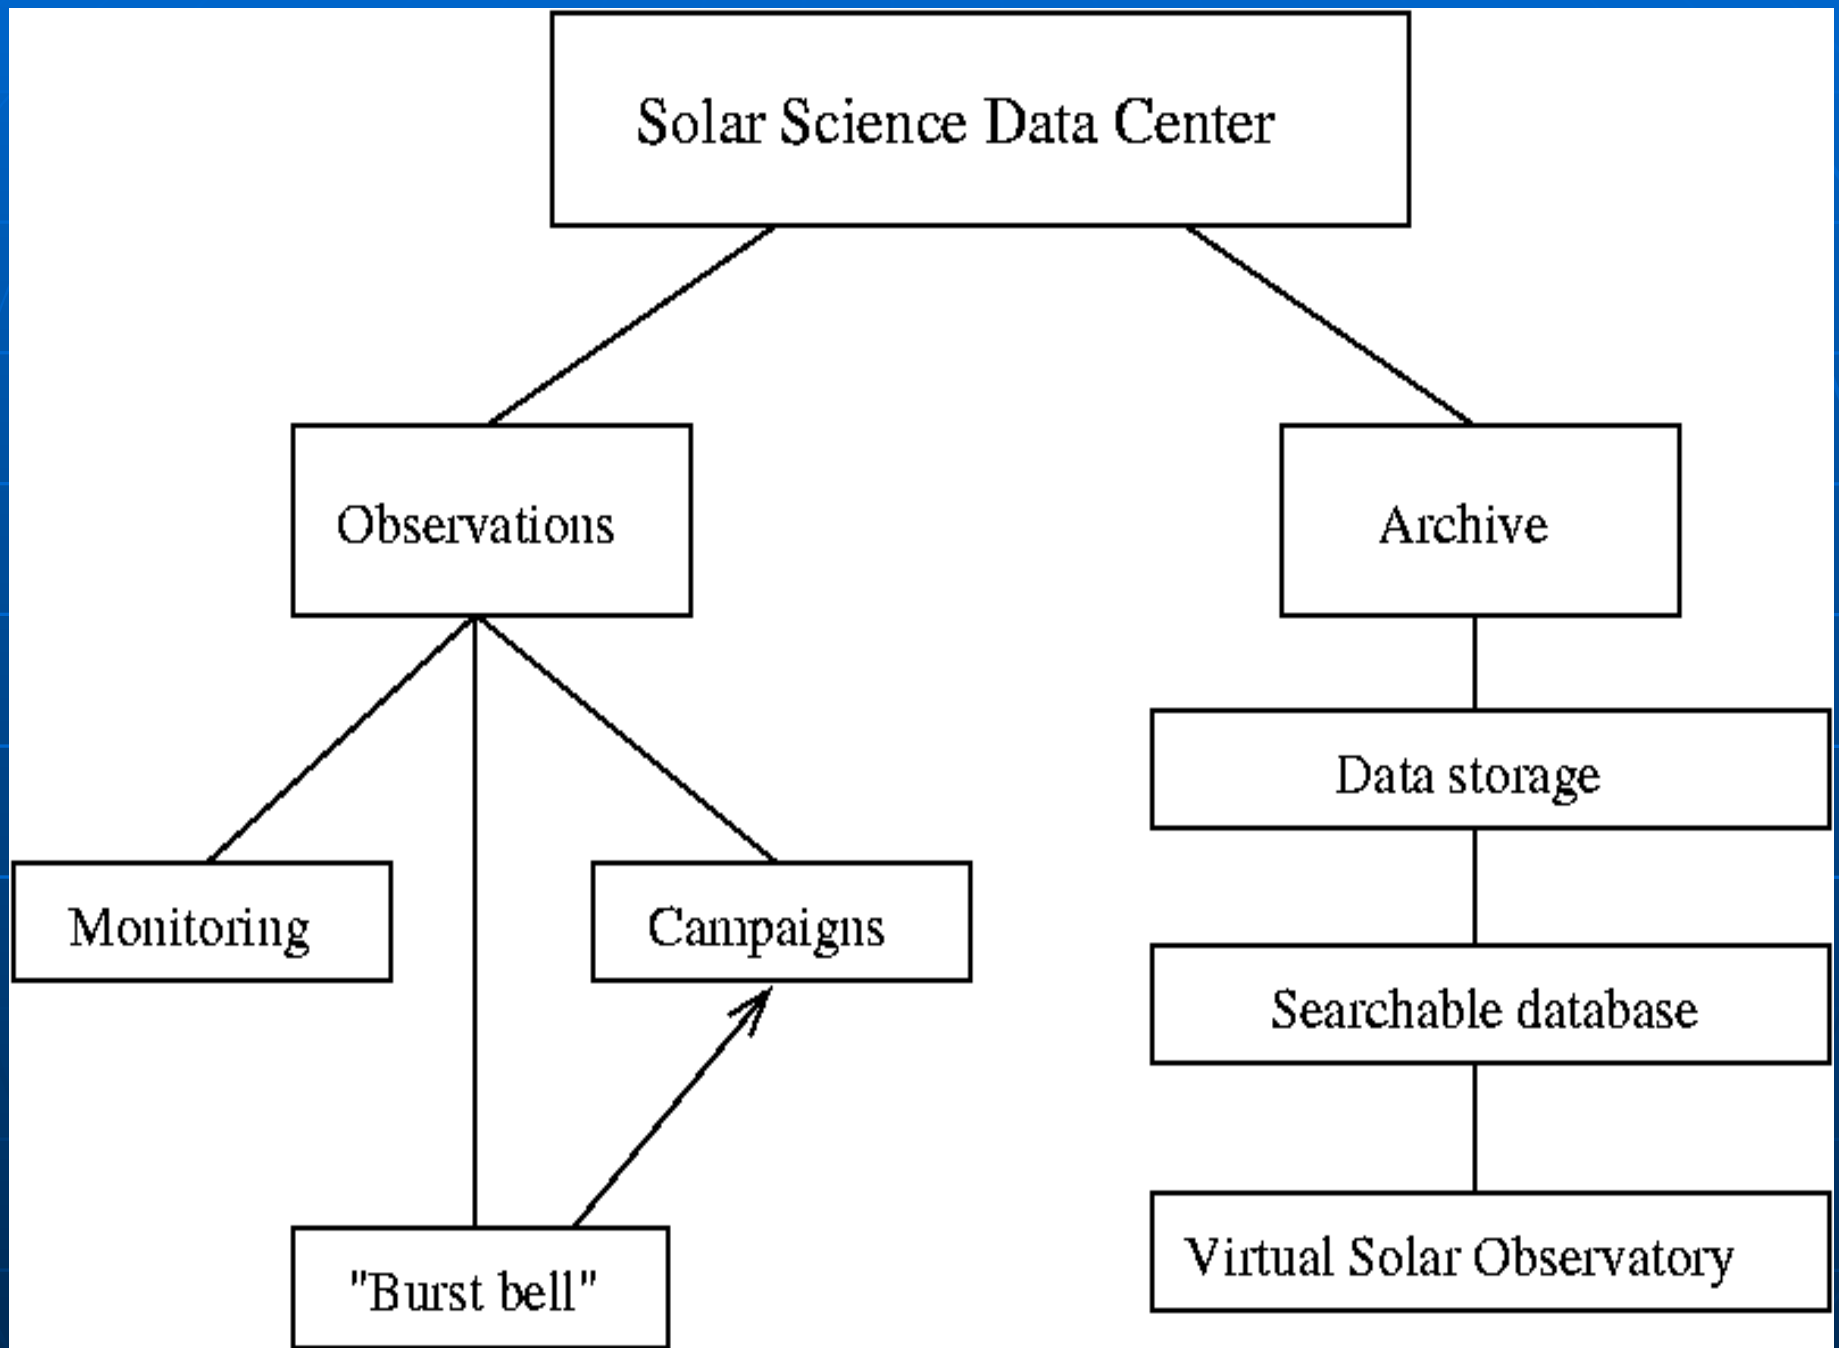 Solar Science Data Center
Observations
Archive
Data storage
Monitoring
Campaigns
Searchable database
Virtual Solar Observatory
"Burst bell"